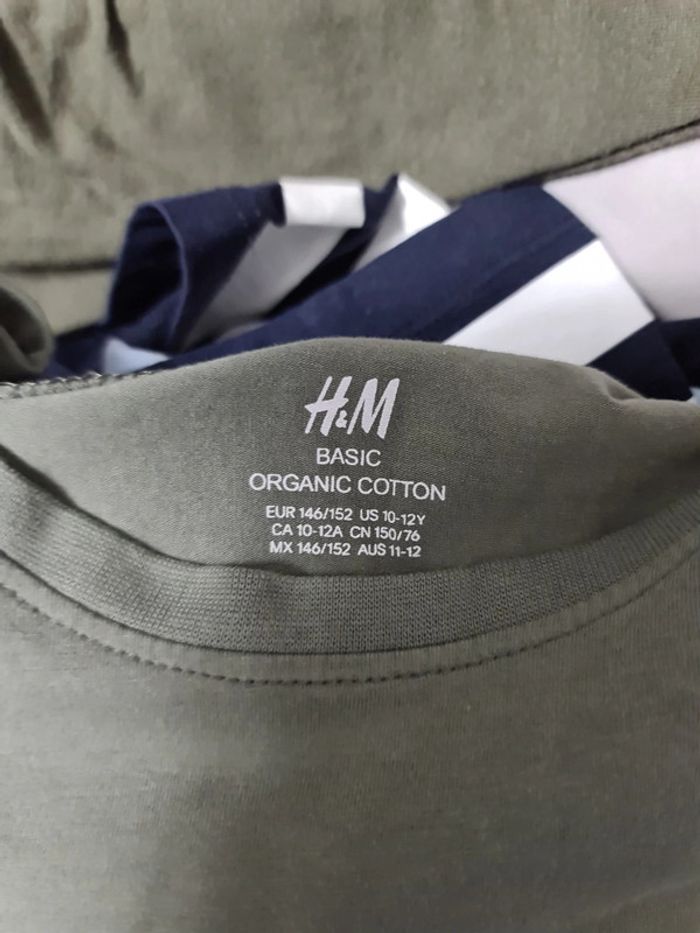 H&M
BASIC
ORGANIC COTTON
EUR 146/152 US 10-12Y
CA 10-12A CN 150/76
MX 146/152 AUS 11-12